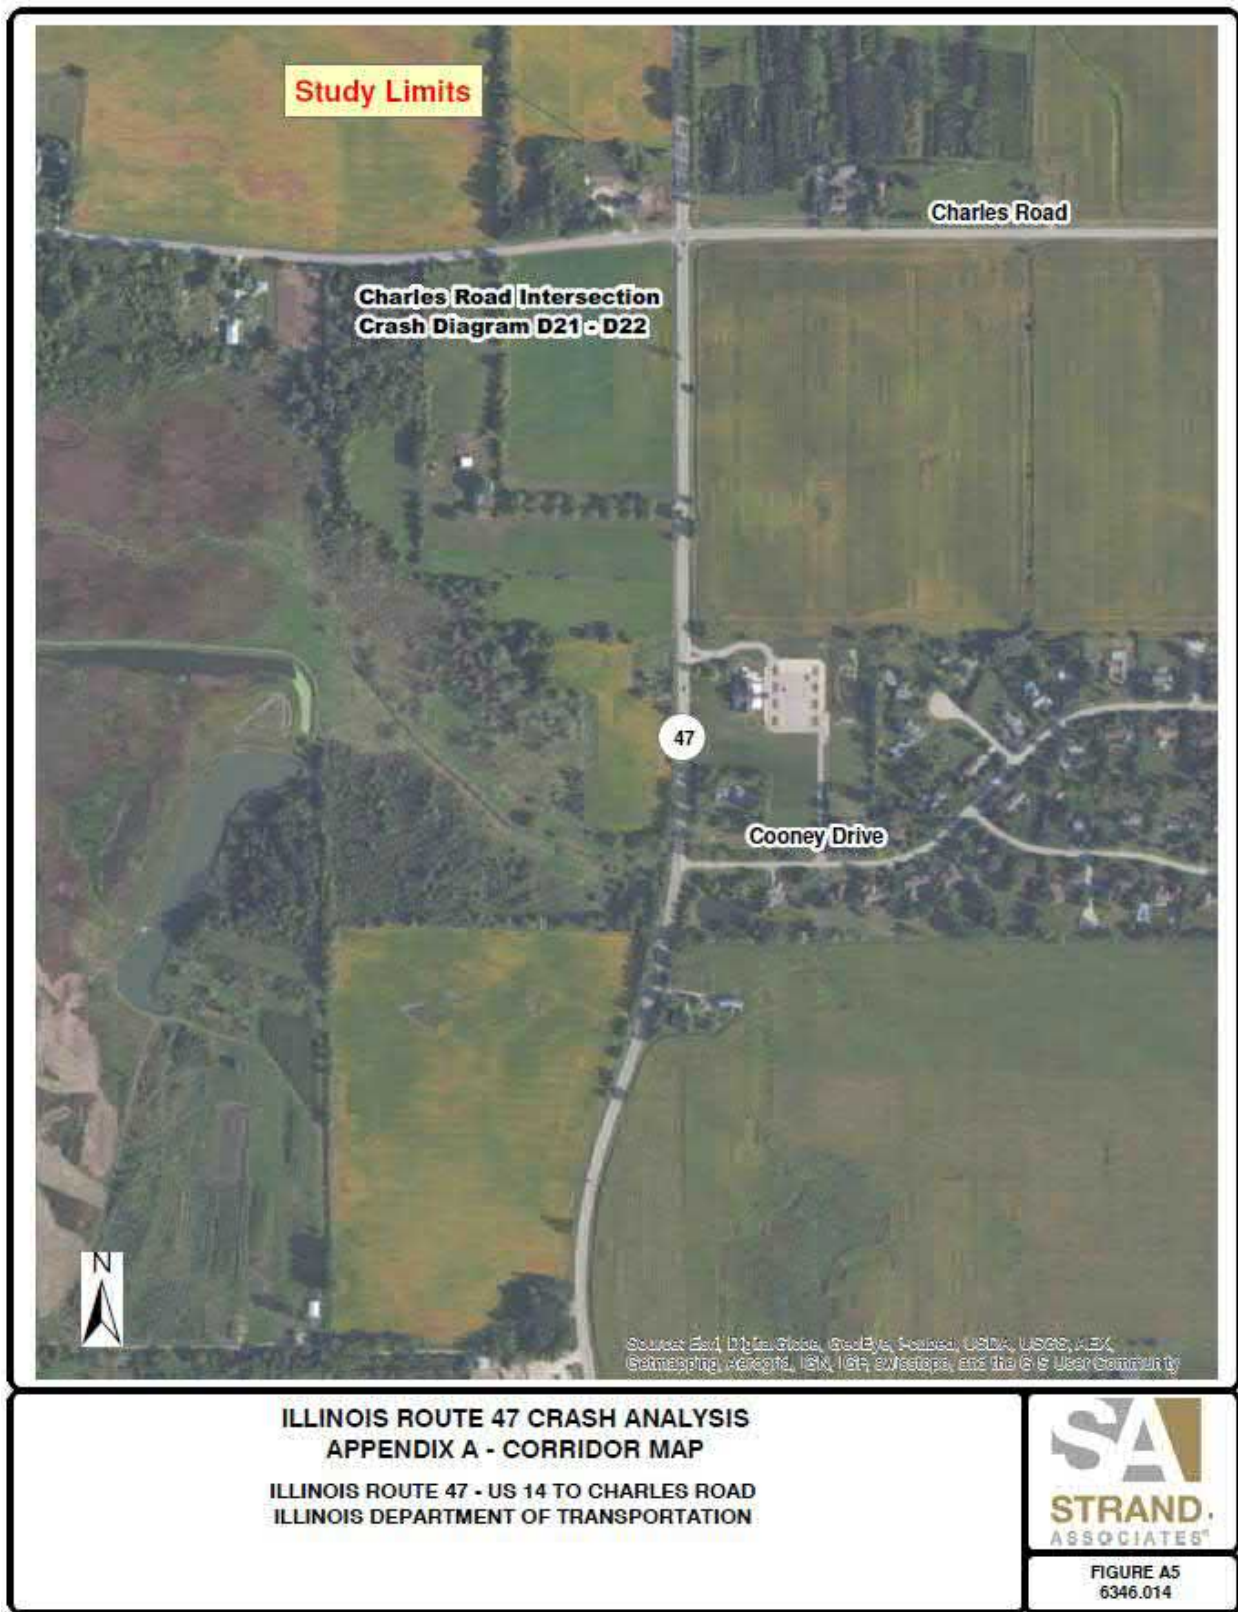 Study Limits
Charles Road
Charles Road Intersection
Crash Diagram D21 - D22
47
Cooney Drive
N
Source: Esri, DigitalGlobe, GeoEye, i-cubed, USDA, USGS, AEX,
Getmapping, Aerogrid, IGN, IGP, swisstopo, and the GIS User Community
ILLINOIS ROUTE 47 CRASH ANALYSIS
APPENDIX A - CORRIDOR MAP
ILLINOIS ROUTE 47 - US 14 TO CHARLES ROAD
ILLINOIS DEPARTMENT OF TRANSPORTATION
SA
STRAND
ASSOCIATES®
FIGURE A5
6346.014